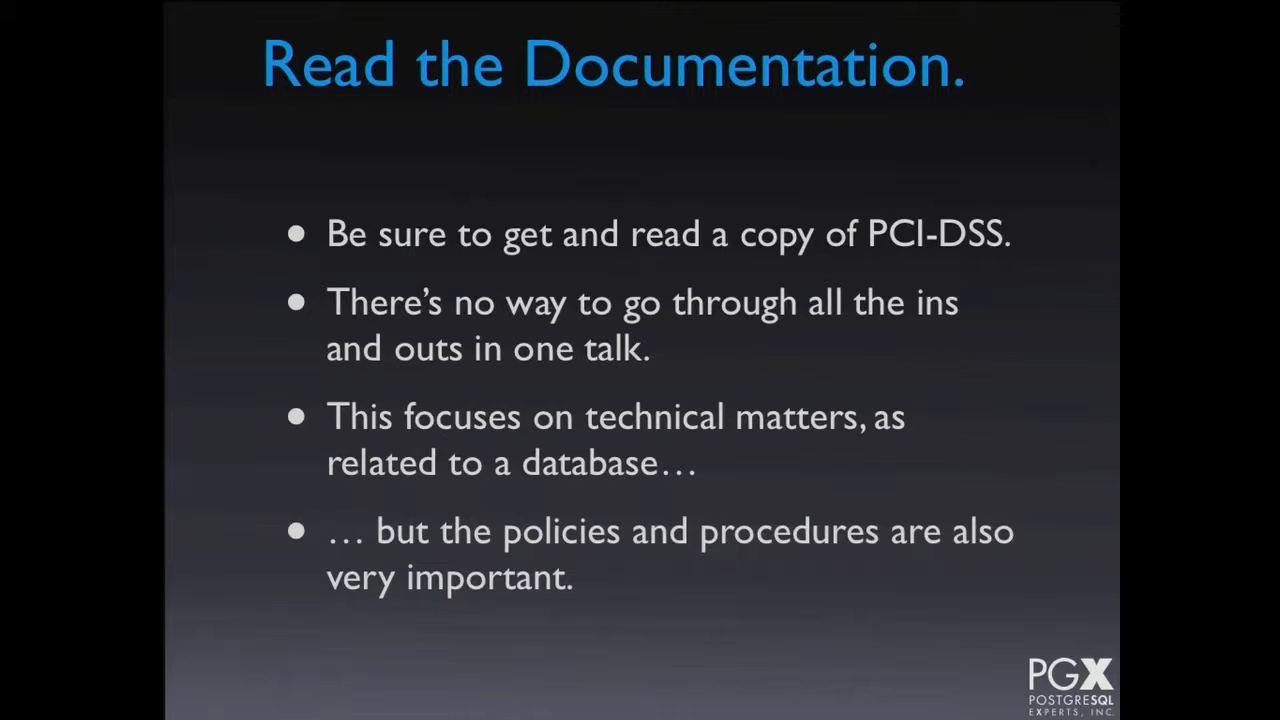 Read the Documentation.
• Be sure to get and read a copy of PCI-DSS.
• There's no way to go through all the ins
and outs in one talk.
• This focuses on technical matters, as
related to a database…
• … but the policies and procedures are also
very important.
PGX
POSTGRESQL
EXPERTS, INC.